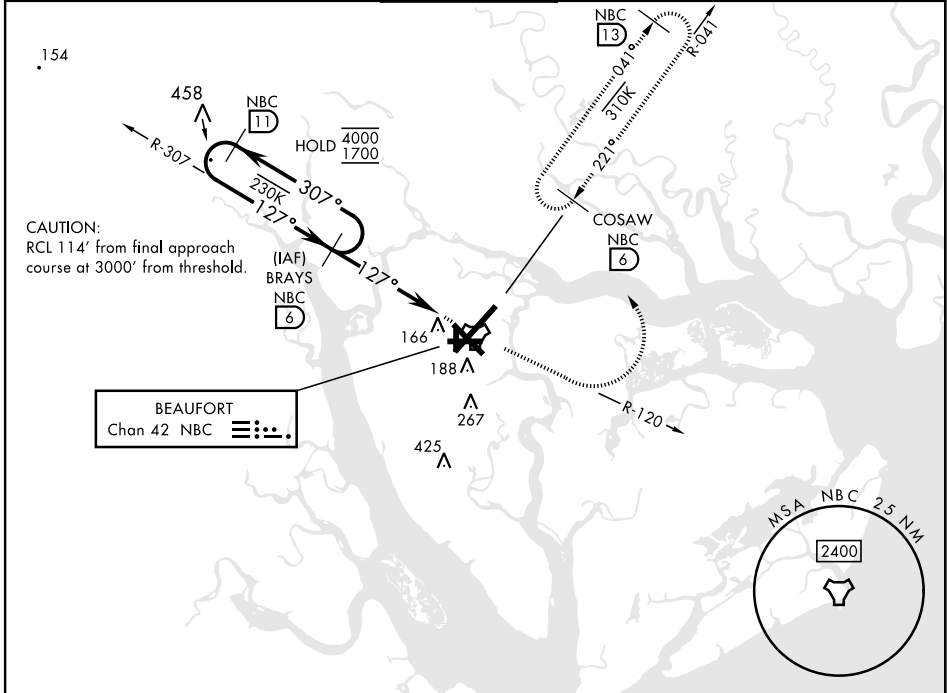 154
458
NBC
11
HOLD 4000
1700
R-307
230K
307°
127°
CAUTION:
RCL 114' from final approach
course at 3000' from threshold.
(IAF)
BRAYS
NBC
6
127°
NBC
13
R-041
041°
310K
221°
COSAW
NBC
6
166
188
267
425
R-120
BEAUFORT
Chan 42 NBC
MSA NBC 25 NM
2400